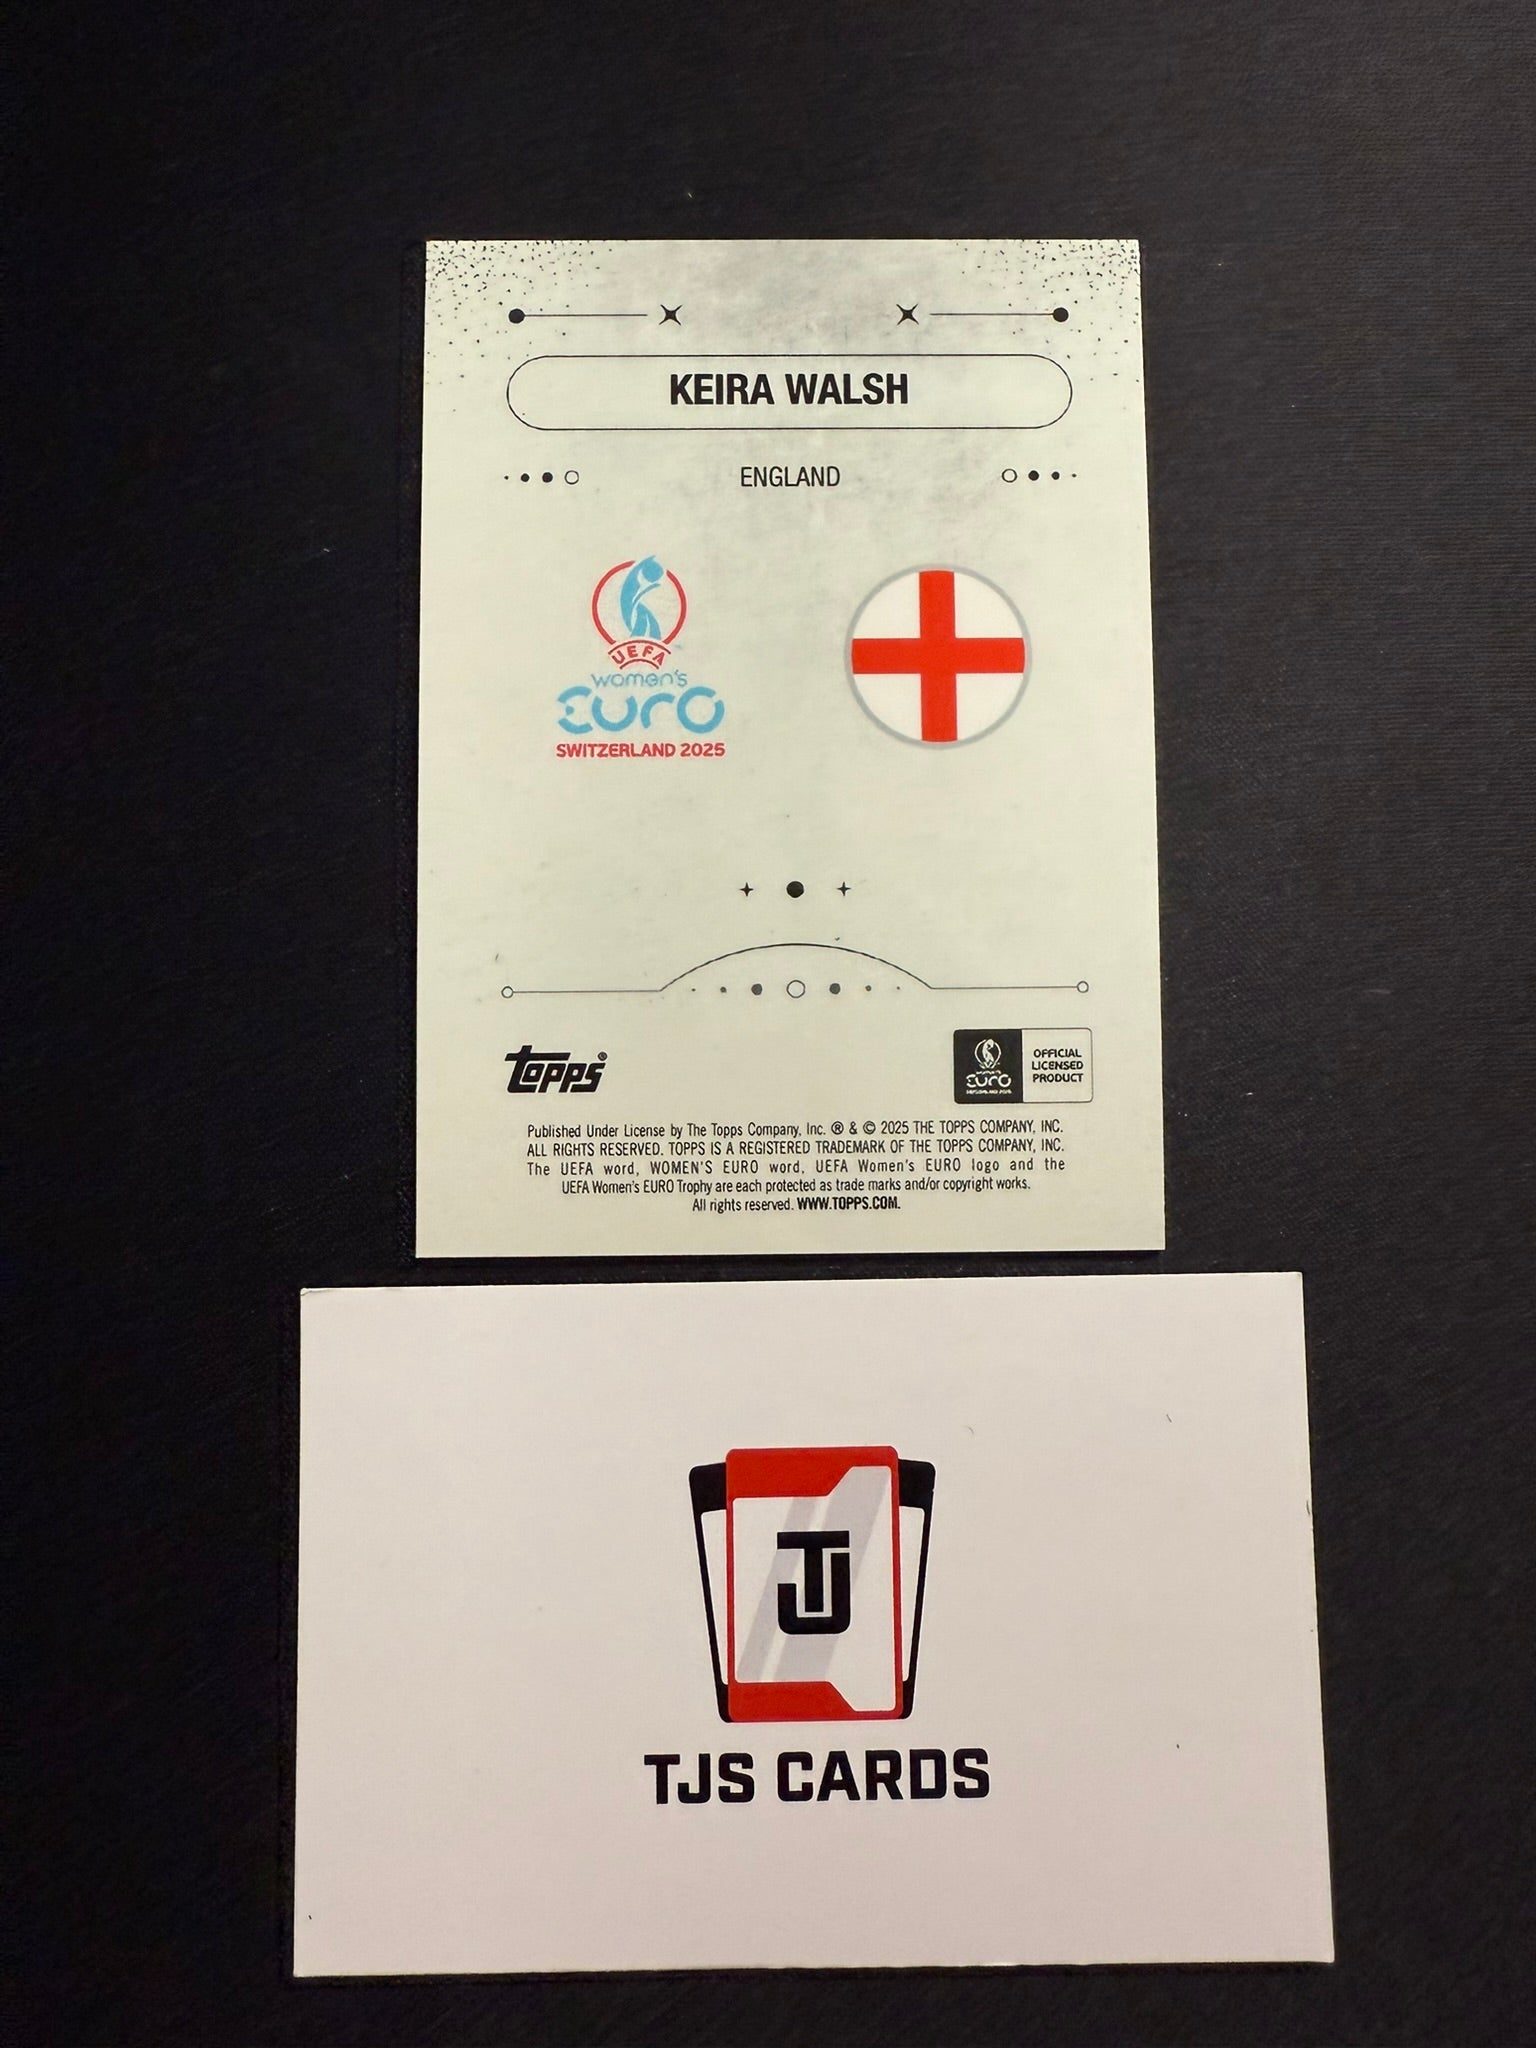 KEIRA WALSH
ENGLAND
UEFA
women's
EURO
SWITZERLAND 2025
Topps®
EURO
OFFICIAL
LICENSED
PRODUCT
Published Under License by The Topps Company, Inc. ® & © 2025 THE TOPPS COMPANY, INC.
ALL RIGHTS RESERVED. TOPPS IS A REGISTERED TRADEMARK OF THE TOPPS COMPANY, INC.
The UEFA word, WOMEN'S EURO word, UEFA Women's EURO logo and the
UEFA Women's EURO Trophy are each protected as trade marks and/or copyright works.
All rights reserved. WWW.TOPPS.COM.
TJ
TJS CARDS